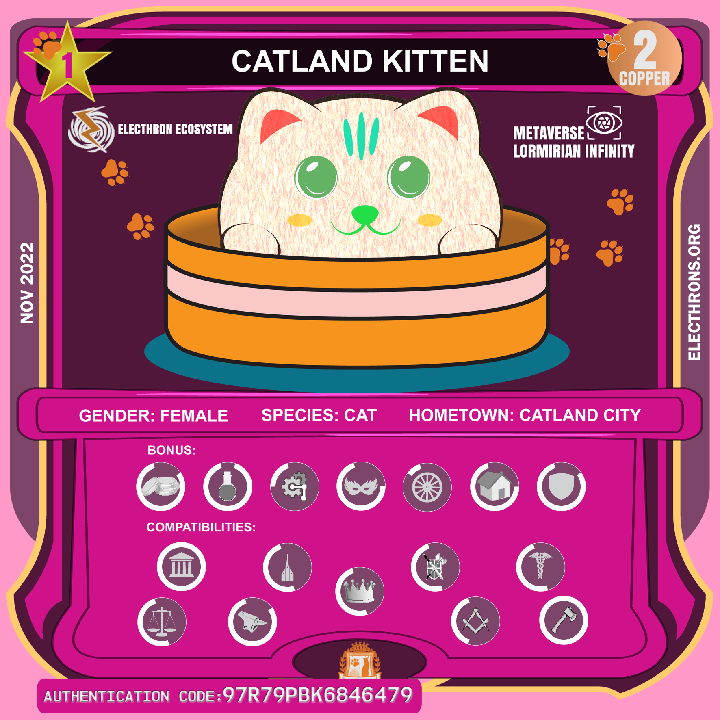 1
CATLAND KITTEN
2
COPPER
ELECTHRON ECOSYSTEM
METAVERSE
LORMIRIAN INFINITY
NOV 2022
ELECTHRONS.ORG
GENDER: FEMALE SPECIES: CAT HOMETOWN: CATLAND CITY
BONUS:
COMPATIBILITIES:
AUTHENTICATION CODE:97R79PBK6846479